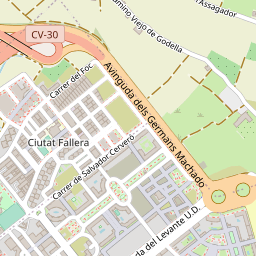 Camino Viejo de Godella
Assagador
CV-30
Carrer del Foc
Avinguda dels Germans Machado
Ciutat Fallera
Carrer de Salvador Cerveró
da del Levante U.D.